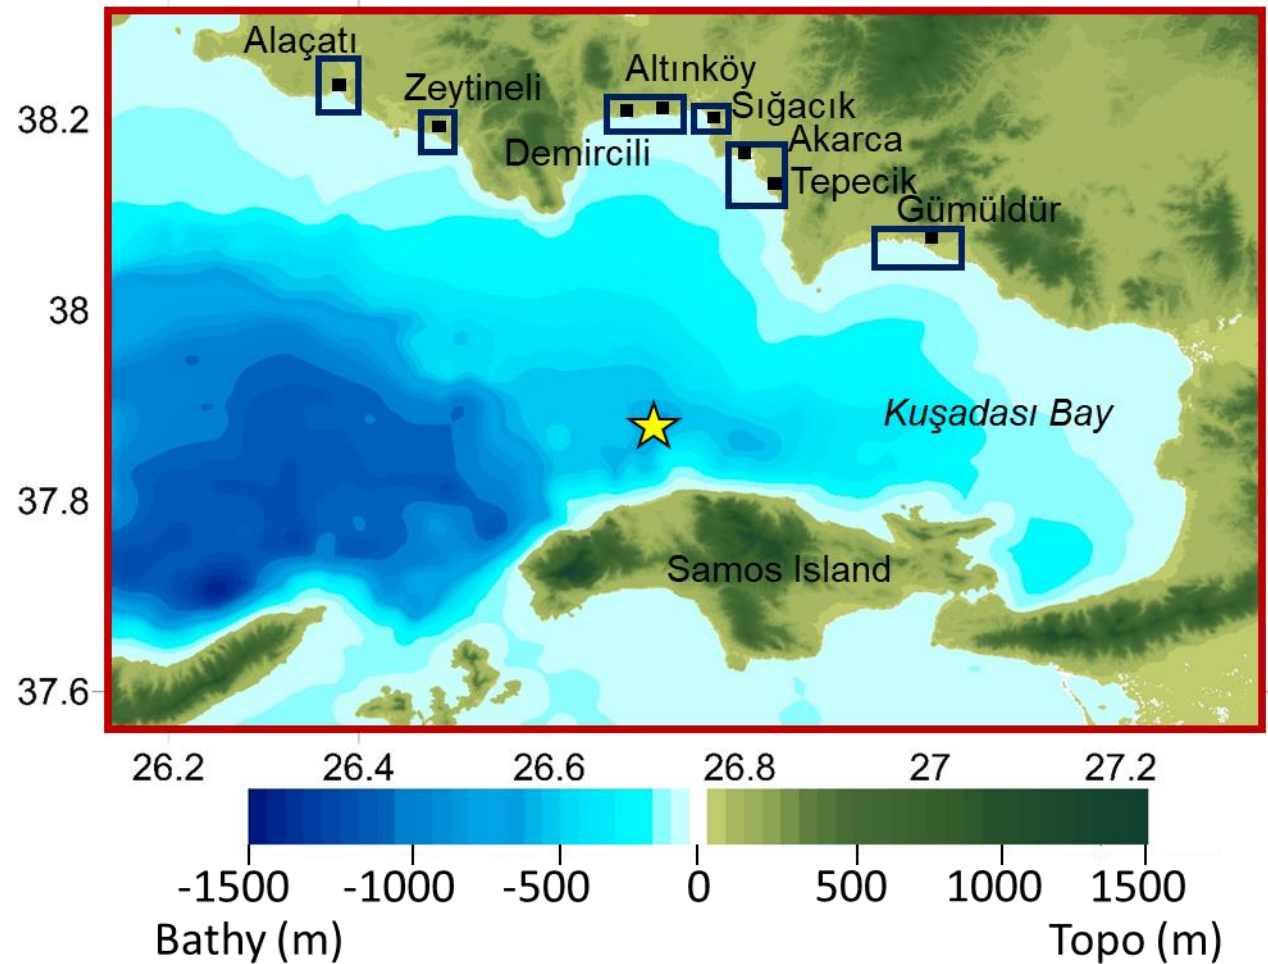 Alaçatı
Zeytineli
Altınköy
Sığacık
38.2
Demircili
Akarca
Tepecik
Gümüldür
38
Kuşadası Bay
37.8
Samos Island
37.6
26.2 26.4 26.6 26.8 27 27.2
-1500 -1000 -500 0 500 1000 1500
Bathy (m) Topo (m)